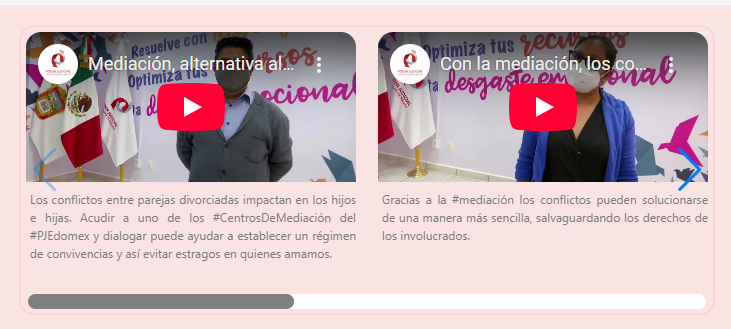 Mediación, alternativa al...
Con la mediación, los co...
Resuelve con
Optimiza tus
Optimiza tus recursos
desgaste emocional
Los conflictos entre parejas divorciadas impactan en los hijos
e hijas. Acudir a uno de los #CentrosDeMediación del
#PJEdomex y dialogar puede ayudar a establecer un régimen
de convivencias y así evitar estragos en quienes amamos.
Gracias a la #mediación los conflictos pueden solucionarse
de una manera más sencilla, salvaguardando los derechos de
los involucrados.